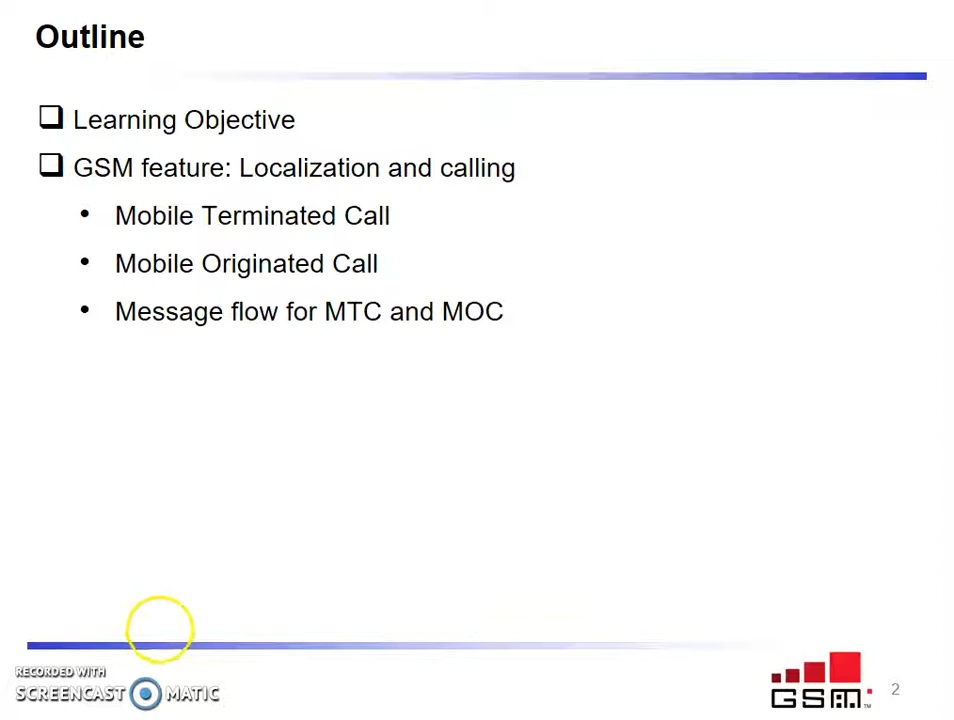 Outline
Learning Objective
GSM feature: Localization and calling
Mobile Terminated Call
Mobile Originated Call
Message flow for MTC and MOC
RECORDED WITH
SCREENCAST MATIC
GSM™
2